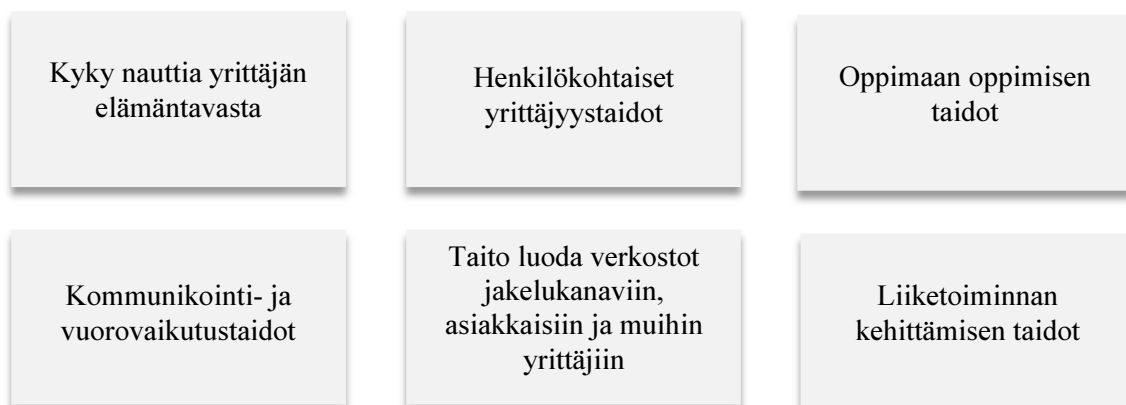 Kyky nauttia yrittäjän
elämäntavasta
Henkilökohtaiset
yrittäjyystaidot
Oppimaan oppimisen
taidot
Kommunikointi- ja
vuorovaikutustaidot
Taito luoda verkostot
jakelukanaviin,
asiakkaisiin ja muihin
yrittäjiin
Liiketoiminnan
kehittämisen taidot